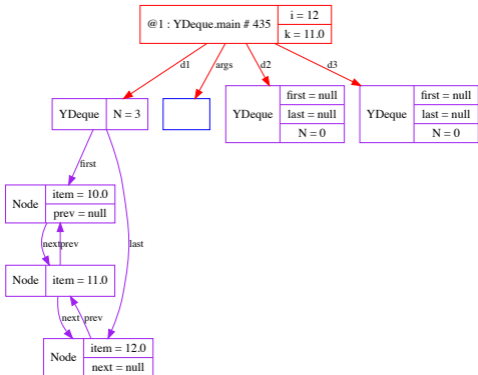 @1 : YDeque.main # 435
i = 12
k = 11.0
d1
args
d2
d3
YDeque
N = 3
YDeque
first = null
last = null
N = 0
YDeque
first = null
last = null
N = 0
first
last
Node
item = 10.0
prev = null
next
prev
Node
item = 11.0
next
prev
Node
item = 12.0
next = null